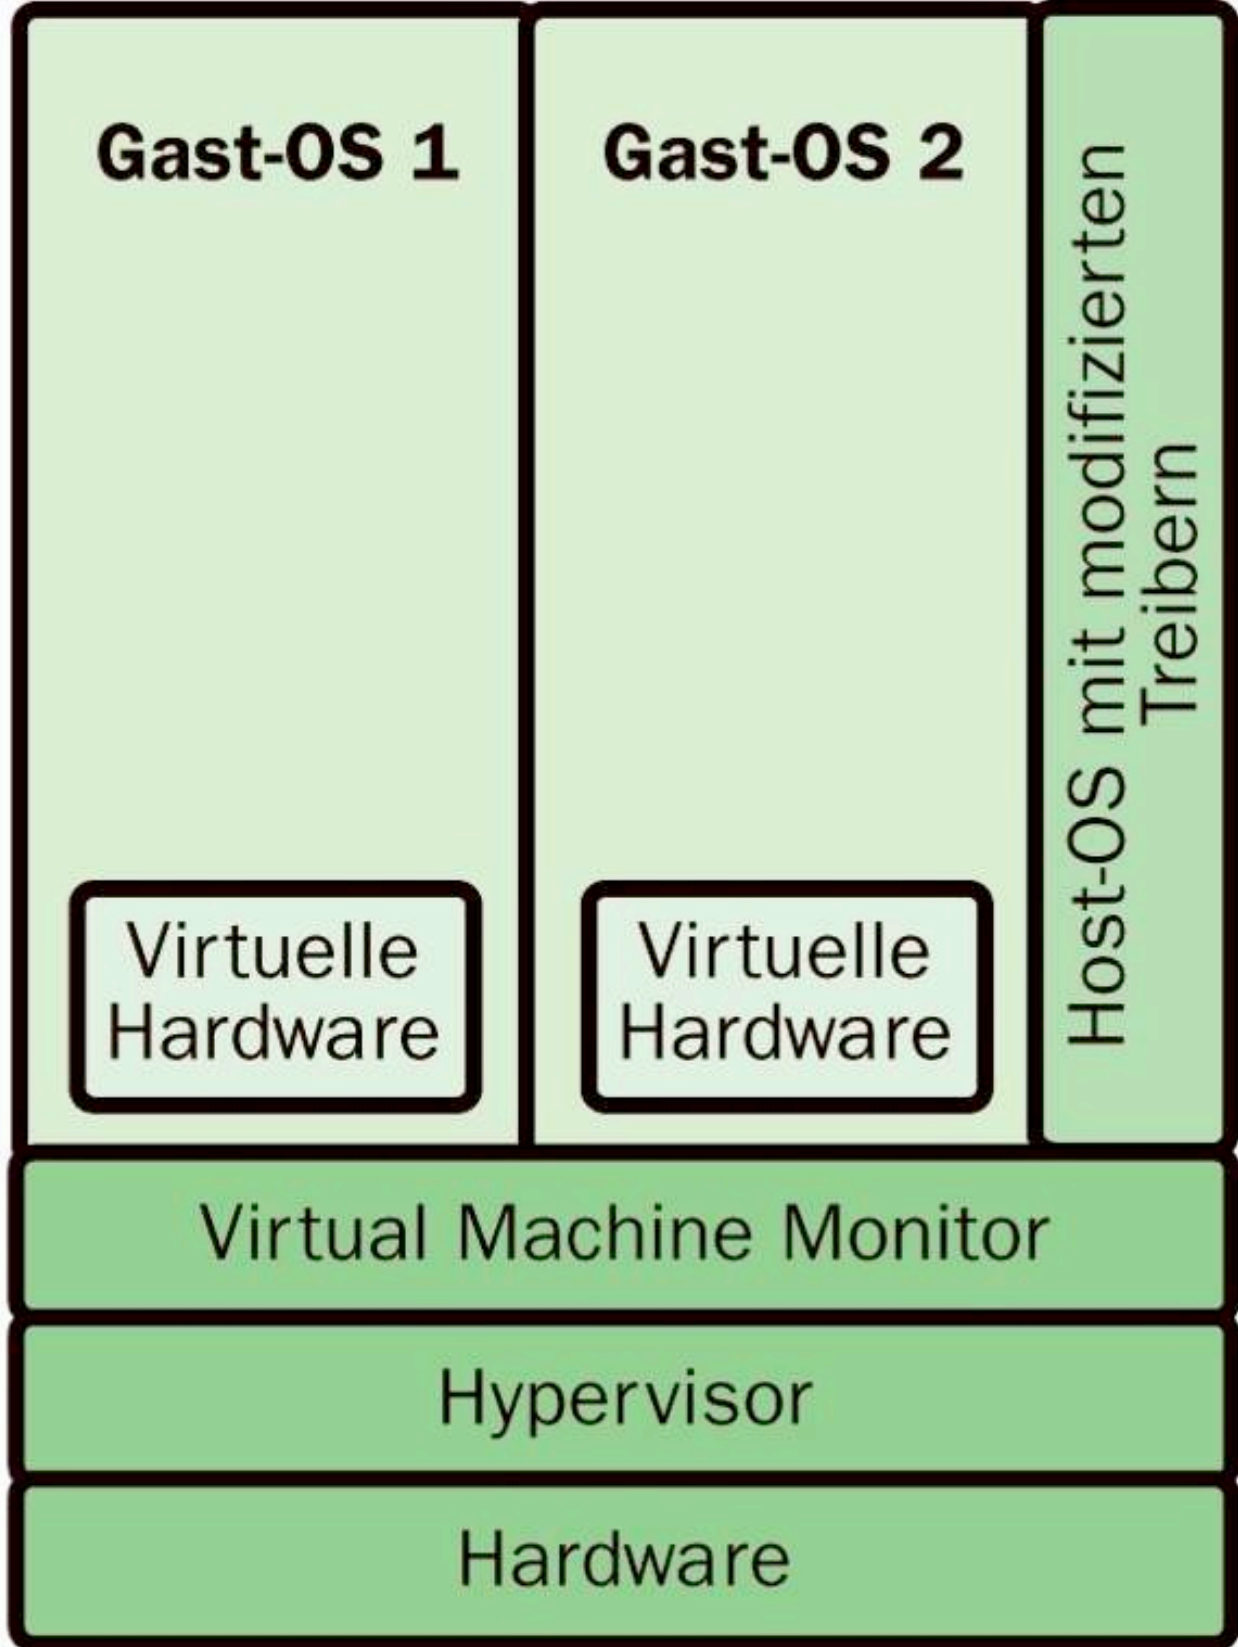 Gast-OS 1
Gast-OS 2
Host-OS mit modifizierten
Treibern
Virtuelle
Hardware
Virtuelle
Hardware
Virtual Machine Monitor
Hypervisor
Hardware